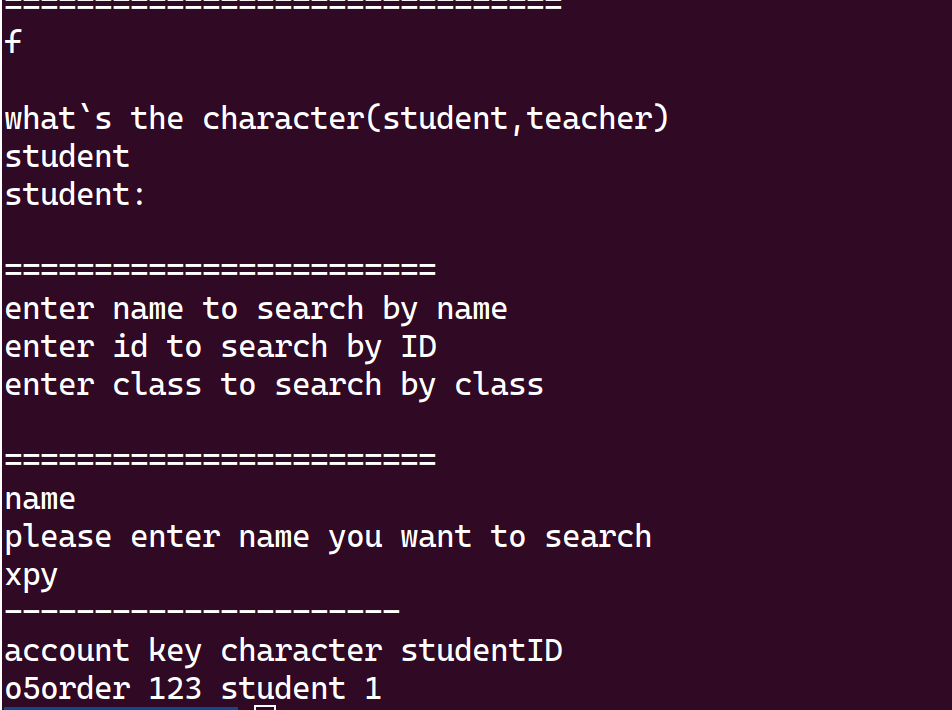 ===============================
f
what`s the character(student,teacher)
student
student:
========================
enter name to search by name
enter id to search by ID
enter class to search by class
========================
name
please enter name you want to search
xpy
----------------------
account key character studentID
o5order 123 student 1